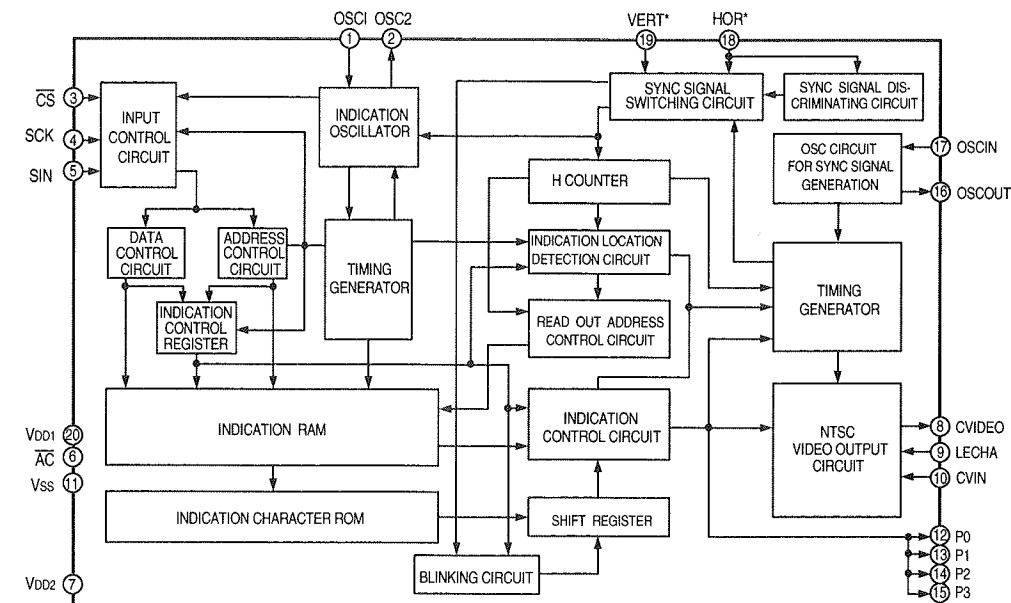 OSCI OSC2 VERT* HOR*
1 2 19 18
CS 3
SCK 4
SIN 5
INPUT
CONTROL
CIRCUIT
INDICATION
OSCILLATOR
SYNC SIGNAL
SWITCHING CIRCUIT
SYNC SIGNAL DIS-
CRIMINATING CIRCUIT
OSC CIRCUIT
FOR SYNC SIGNAL
GENERATION
17 OSCIN
16 OSCOUT
H COUNTER
DATA
CONTROL
CIRCUIT
ADDRESS
CONTROL
CIRCUIT
TIMING
GENERATOR
INDICATION LOCATION
DETECTION CIRCUIT
TIMING
GENERATOR
INDICATION
CONTROL
REGISTER
READ OUT ADDRESS
CONTROL CIRCUIT
INDICATION RAM
INDICATION
CONTROL CIRCUIT
NTSC
VIDEO OUTPUT
CIRCUIT
VDD1 20
AC 6
VSS 11
8 CVIDEO
9 LECHA
10 CVIN
INDICATION CHARACTER ROM
SHIFT REGISTER
BLINKING CIRCUIT
VDD2 7
12 P0
13 P1
14 P2
15 P3